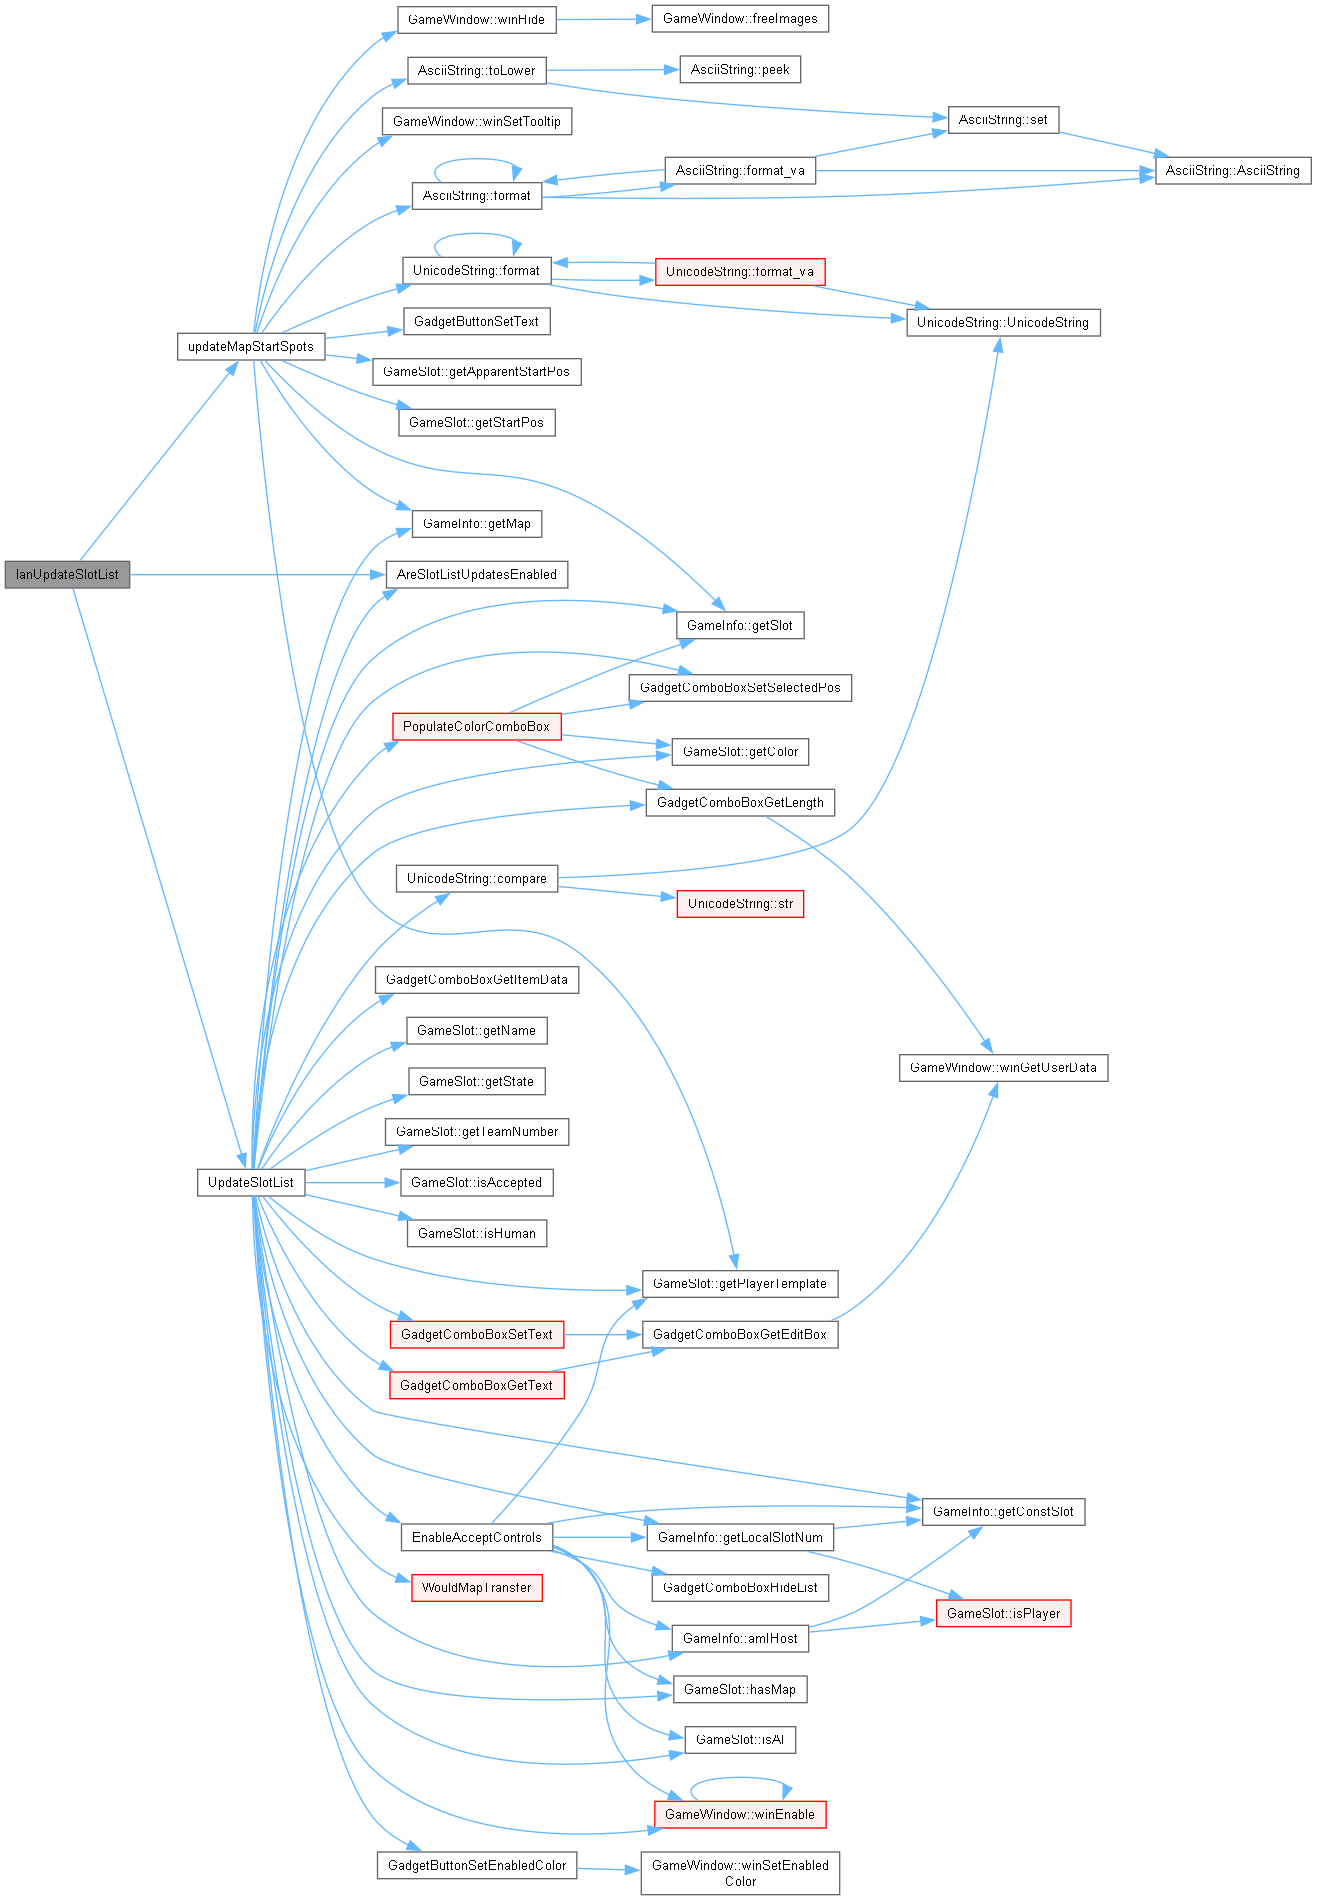 GameWindow::winHide
GameWindow::freeImages
AsciiString::toLower
AsciiString::peek
AsciiString::set
GameWindow::winSetTooltip
AsciiString::format_va
AsciiString::AsciiString
AsciiString::format
UnicodeString::format
UnicodeString::format_va
UnicodeString::UnicodeString
GadgetButtonSetText
updateMapStartSpots
GameSlot::getApparentStartPos
GameSlot::getStartPos
GameInfo::getMap
lanUpdateSlotList
AreSlotListUpdatesEnabled
GameInfo::getSlot
GadgetComboBoxSetSelectedPos
PopulateColorComboBox
GameSlot::getColor
GadgetComboBoxGetLength
UnicodeString::compare
UnicodeString::str
GadgetComboBoxGetItemData
GameSlot::getName
GameWindow::winGetUserData
GameSlot::getState
GameSlot::getTeamNumber
UpdateSlotList
GameSlot::isAccepted
GameSlot::isHuman
GameSlot::getPlayerTemplate
GadgetComboBoxSetText
GadgetComboBoxGetEditBox
GadgetComboBoxGetText
GameInfo::getConstSlot
EnableAcceptControls
GameInfo::getLocalSlotNum
WouldMapTransfer
GadgetComboBoxHideList
GameSlot::isPlayer
GameInfo::amIHost
GameSlot::hasMap
GameSlot::isAI
GameWindow::winEnable
GadgetButtonSetEnabledColor
GameWindow::winSetEnabled
Color